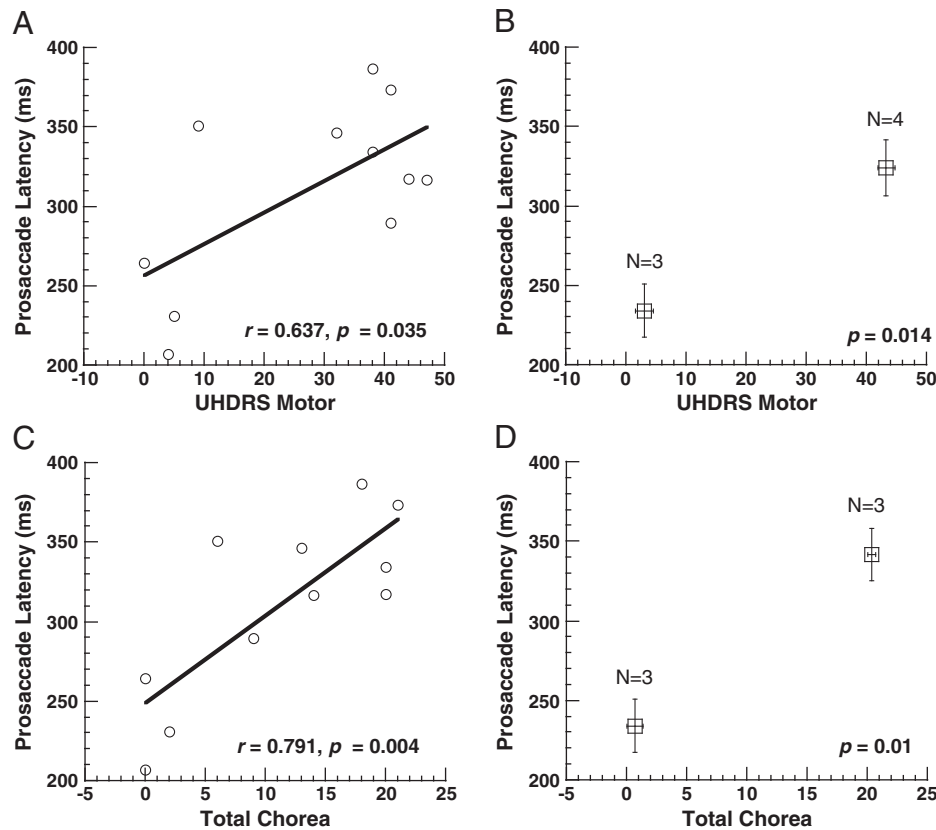 A
Prosaccade Latency (ms)
400
350
300
250
200
-10 0 10 20 30 40 50
UHDRS Motor
r = 0.637, p = 0.035
B
Prosaccade Latency (ms)
400
350
300
250
200
-10 0 10 20 30 40 50
UHDRS Motor
N=3
N=4
p = 0.014
C
Prosaccade Latency (ms)
400
350
300
250
200
-5 0 5 10 15 20 25
Total Chorea
r = 0.791, p = 0.004
D
Prosaccade Latency (ms)
400
350
300
250
200
-5 0 5 10 15 20 25
Total Chorea
N=3
N=3
p = 0.01